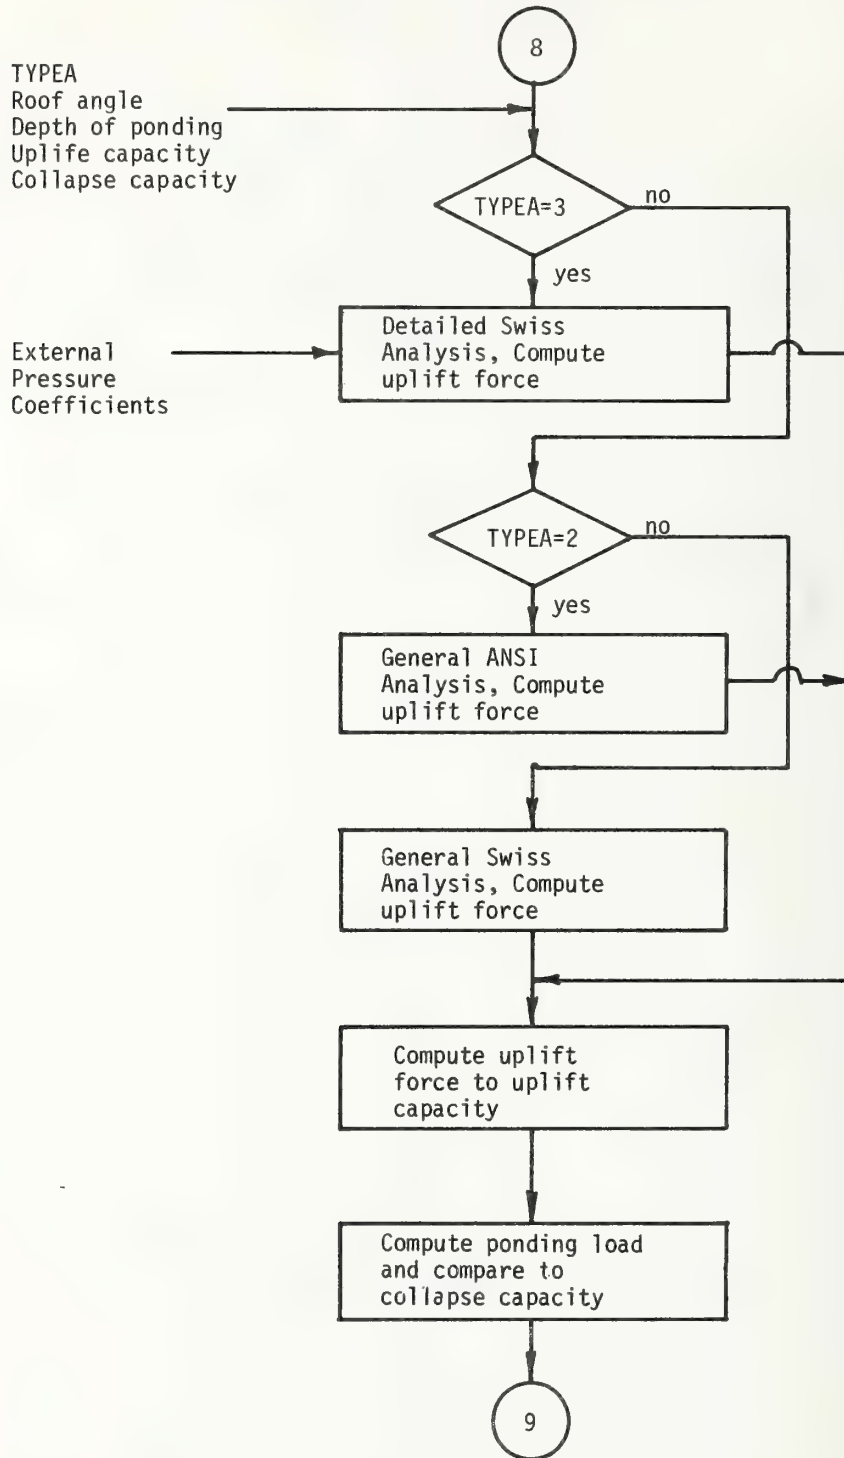 8
TYPEA
Roof angle
Depth of ponding
Uplife capacity
Collapse capacity
TYPEA=3
no
yes
External
Pressure
Coefficients
Detailed Swiss
Analysis, Compute
uplift force
TYPEA=2
no
yes
General ANSI
Analysis, Compute
uplift force
General Swiss
Analysis, Compute
uplift force
Compute uplift
force to uplift
capacity
Compute ponding load
and compare to
collapse capacity
9